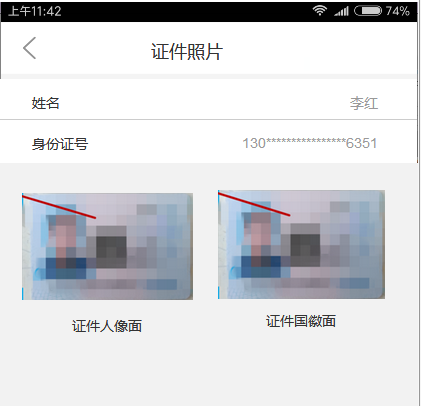 上午11:42 74%
证件照片
姓名 李红
身份证号 130****************6351
证件人像面 证件国徽面